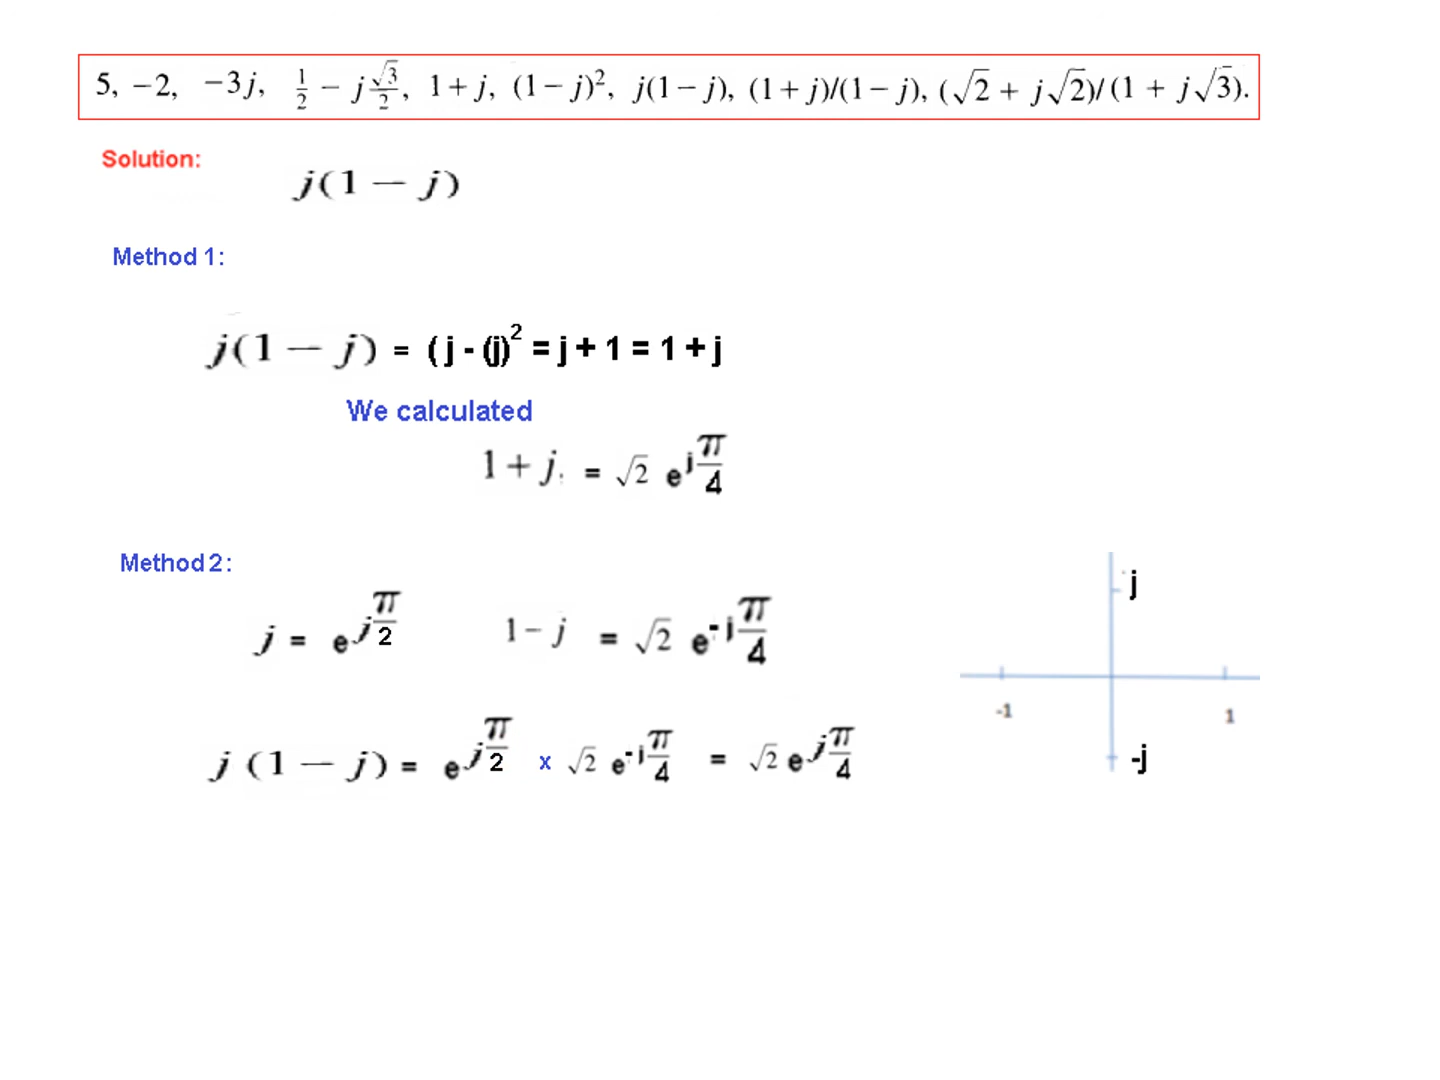 5, −2, −3j, 1/2 − j√3/2, 1 + j, (1 − j)², j(1 − j), (1 + j)/(1 − j), (√2 + j√2)/(1 + j√3).
Solution:
j(1 − j)
Method 1:
j(1 − j) = ( j - (j)² = j + 1 = 1 + j
We calculated
1 + j, = √2 e^j π/4
Method 2:
j = e^j π/2 1 − j = √2 e^-j π/4
j (1 − j) = e^j π/2 x √2 e^-j π/4 = √2 e^j π/4
j
-1 1
-j